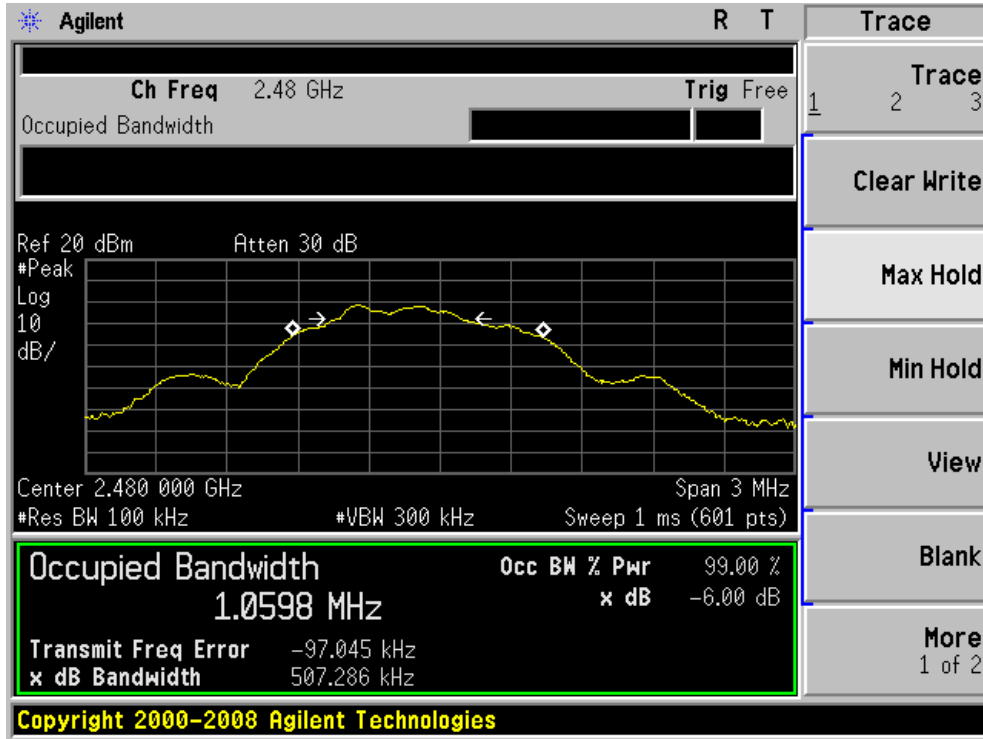 Agilent R T Trace
Ch Freq 2.48 GHz Trig Free
Occupied Bandwidth
Ref 20 dBm Atten 30 dB
#Peak
Log
10
dB/
Center 2.480 000 GHz Span 3 MHz
#Res BW 100 kHz #VBW 300 kHz Sweep 1 ms (601 pts)
Occupied Bandwidth Occ BW % Pwr 99.00 %
1.0598 MHz x dB -6.00 dB
Transmit Freq Error -97.045 kHz
x dB Bandwidth 507.286 kHz
Copyright 2000-2008 Agilent Technologies
Trace
1 2 3
Clear Write
Max Hold
Min Hold
View
Blank
More
1 of 2